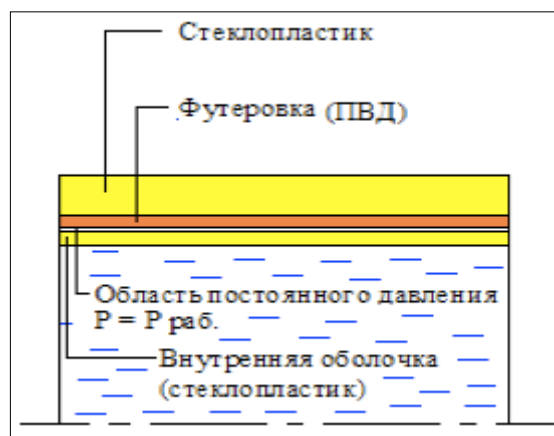 Стеклопластик
Футеровка (ПВД)
Область постоянного давления
Р = Р раб.
Внутренняя оболочка
(стеклопластик)